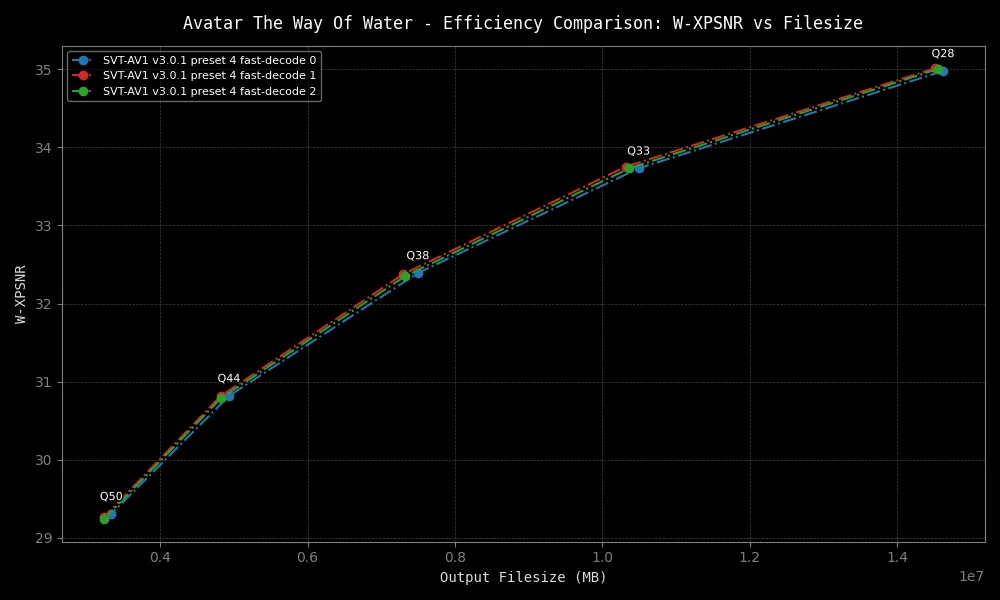 Avatar The Way Of Water - Efficiency Comparison: W-XPSNR vs Filesize
SVT-AV1 v3.0.1 preset 4 fast-decode 0
SVT-AV1 v3.0.1 preset 4 fast-decode 1
SVT-AV1 v3.0.1 preset 4 fast-decode 2
Q28
Q33
Q38
Q44
Q50
35
34
33
32
31
30
29
W-XPSNR
0.4 0.6 0.8 1.0 1.2 1.4
1e7
Output Filesize (MB)